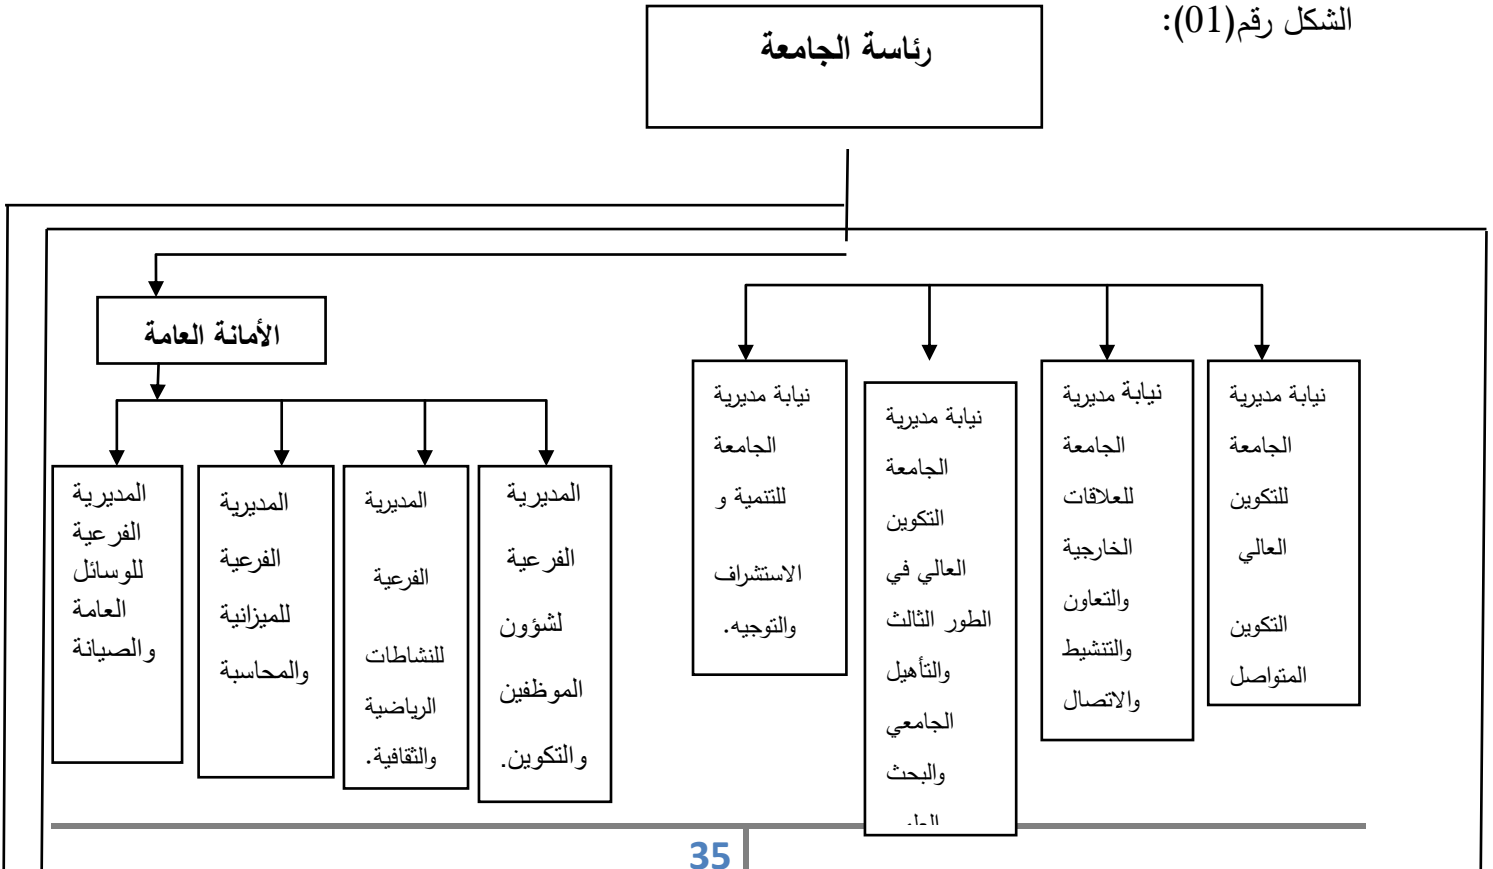 الشكل رقم(01):
رئاسة الجامعة
الأمانة العامة
نيابة مديرية
الجامعة
للتكوين
العالي
التكوين
المتواصل
نيابة مديرية
الجامعة
للعلاقات
الخارجية
والتعاون
والتنشيط
والاتصال
نيابة مديرية
الجامعة
التكوين
العالي في
الطور الثالث
والتأهيل
الجامعي
والبحث
نيابة مديرية
الجامعة
للتنمية و
الاستشراف
والتوجيه.
المديرية
الفرعية
لشؤون
الموظفين
والتكوين.
المديرية
الفرعية
للنشاطات
الرياضية
والثقافية.
المديرية
الفرعية
للميزانية
والمحاسبة
المديرية
الفرعية
للوسائل
العامة
والصيانة
35